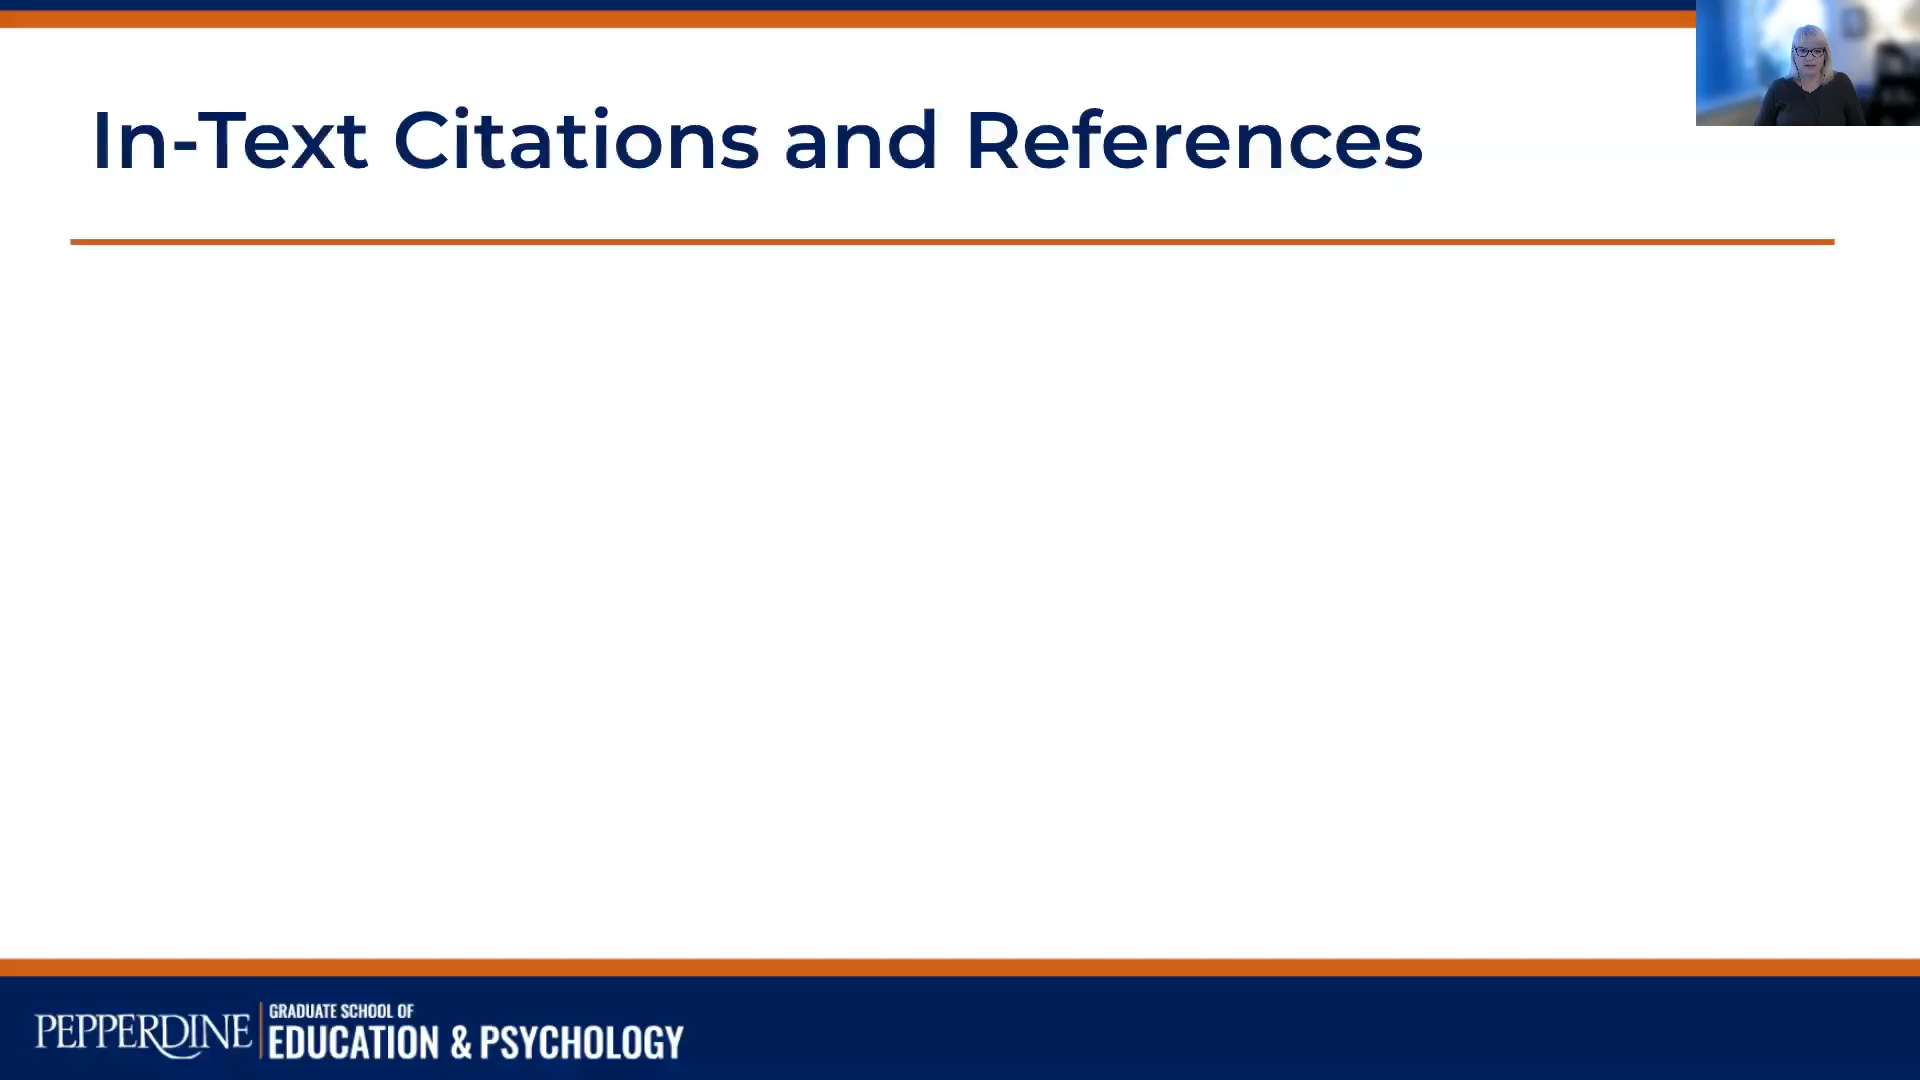 In-Text Citations and References
PEPPERDINE
GRADUATE SCHOOL OF
EDUCATION & PSYCHOLOGY